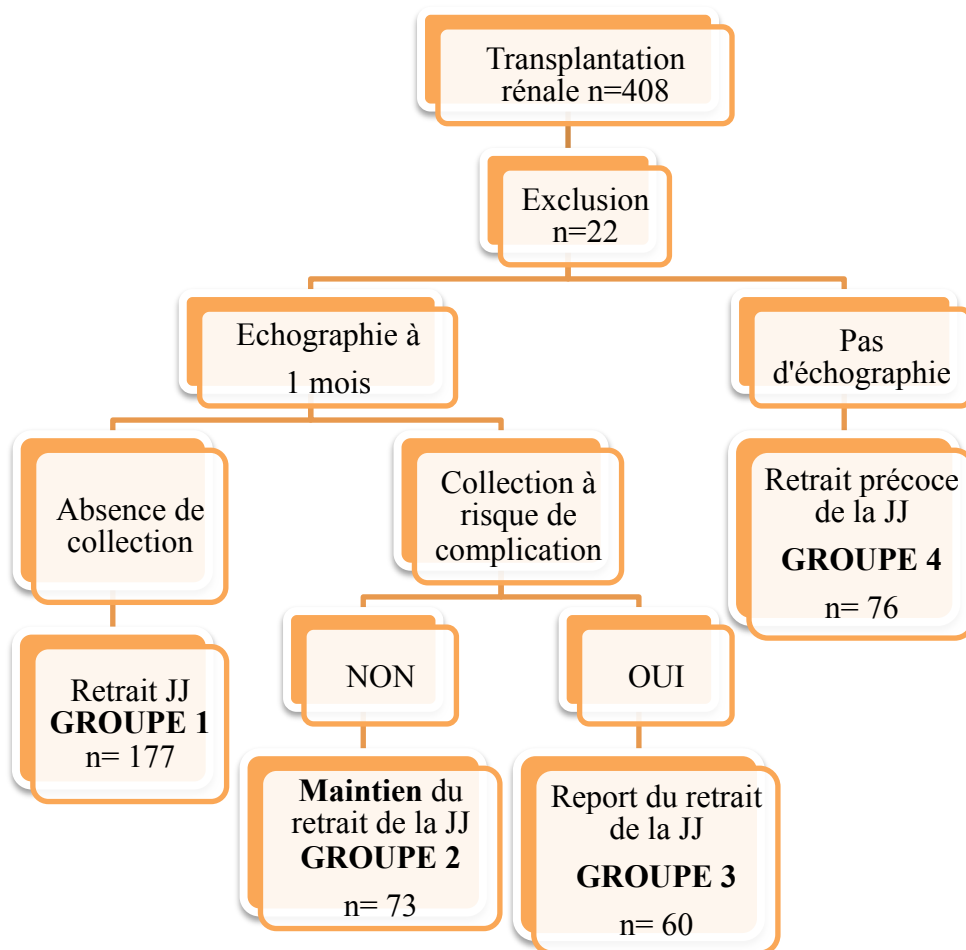 Transplantation
rénale n=408
Exclusion
n=22
Echographie à
1 mois
Pas
d'échographie
Absence de
collection
Collection à
risque de
complication
Retrait précoce
de la JJ
GROUPE 4
n= 76
Retrait JJ
GROUPE 1
n= 177
NON
OUI
Maintien du
retrait de la JJ
GROUPE 2
n= 73
Report du retrait
de la JJ
GROUPE 3
n= 60